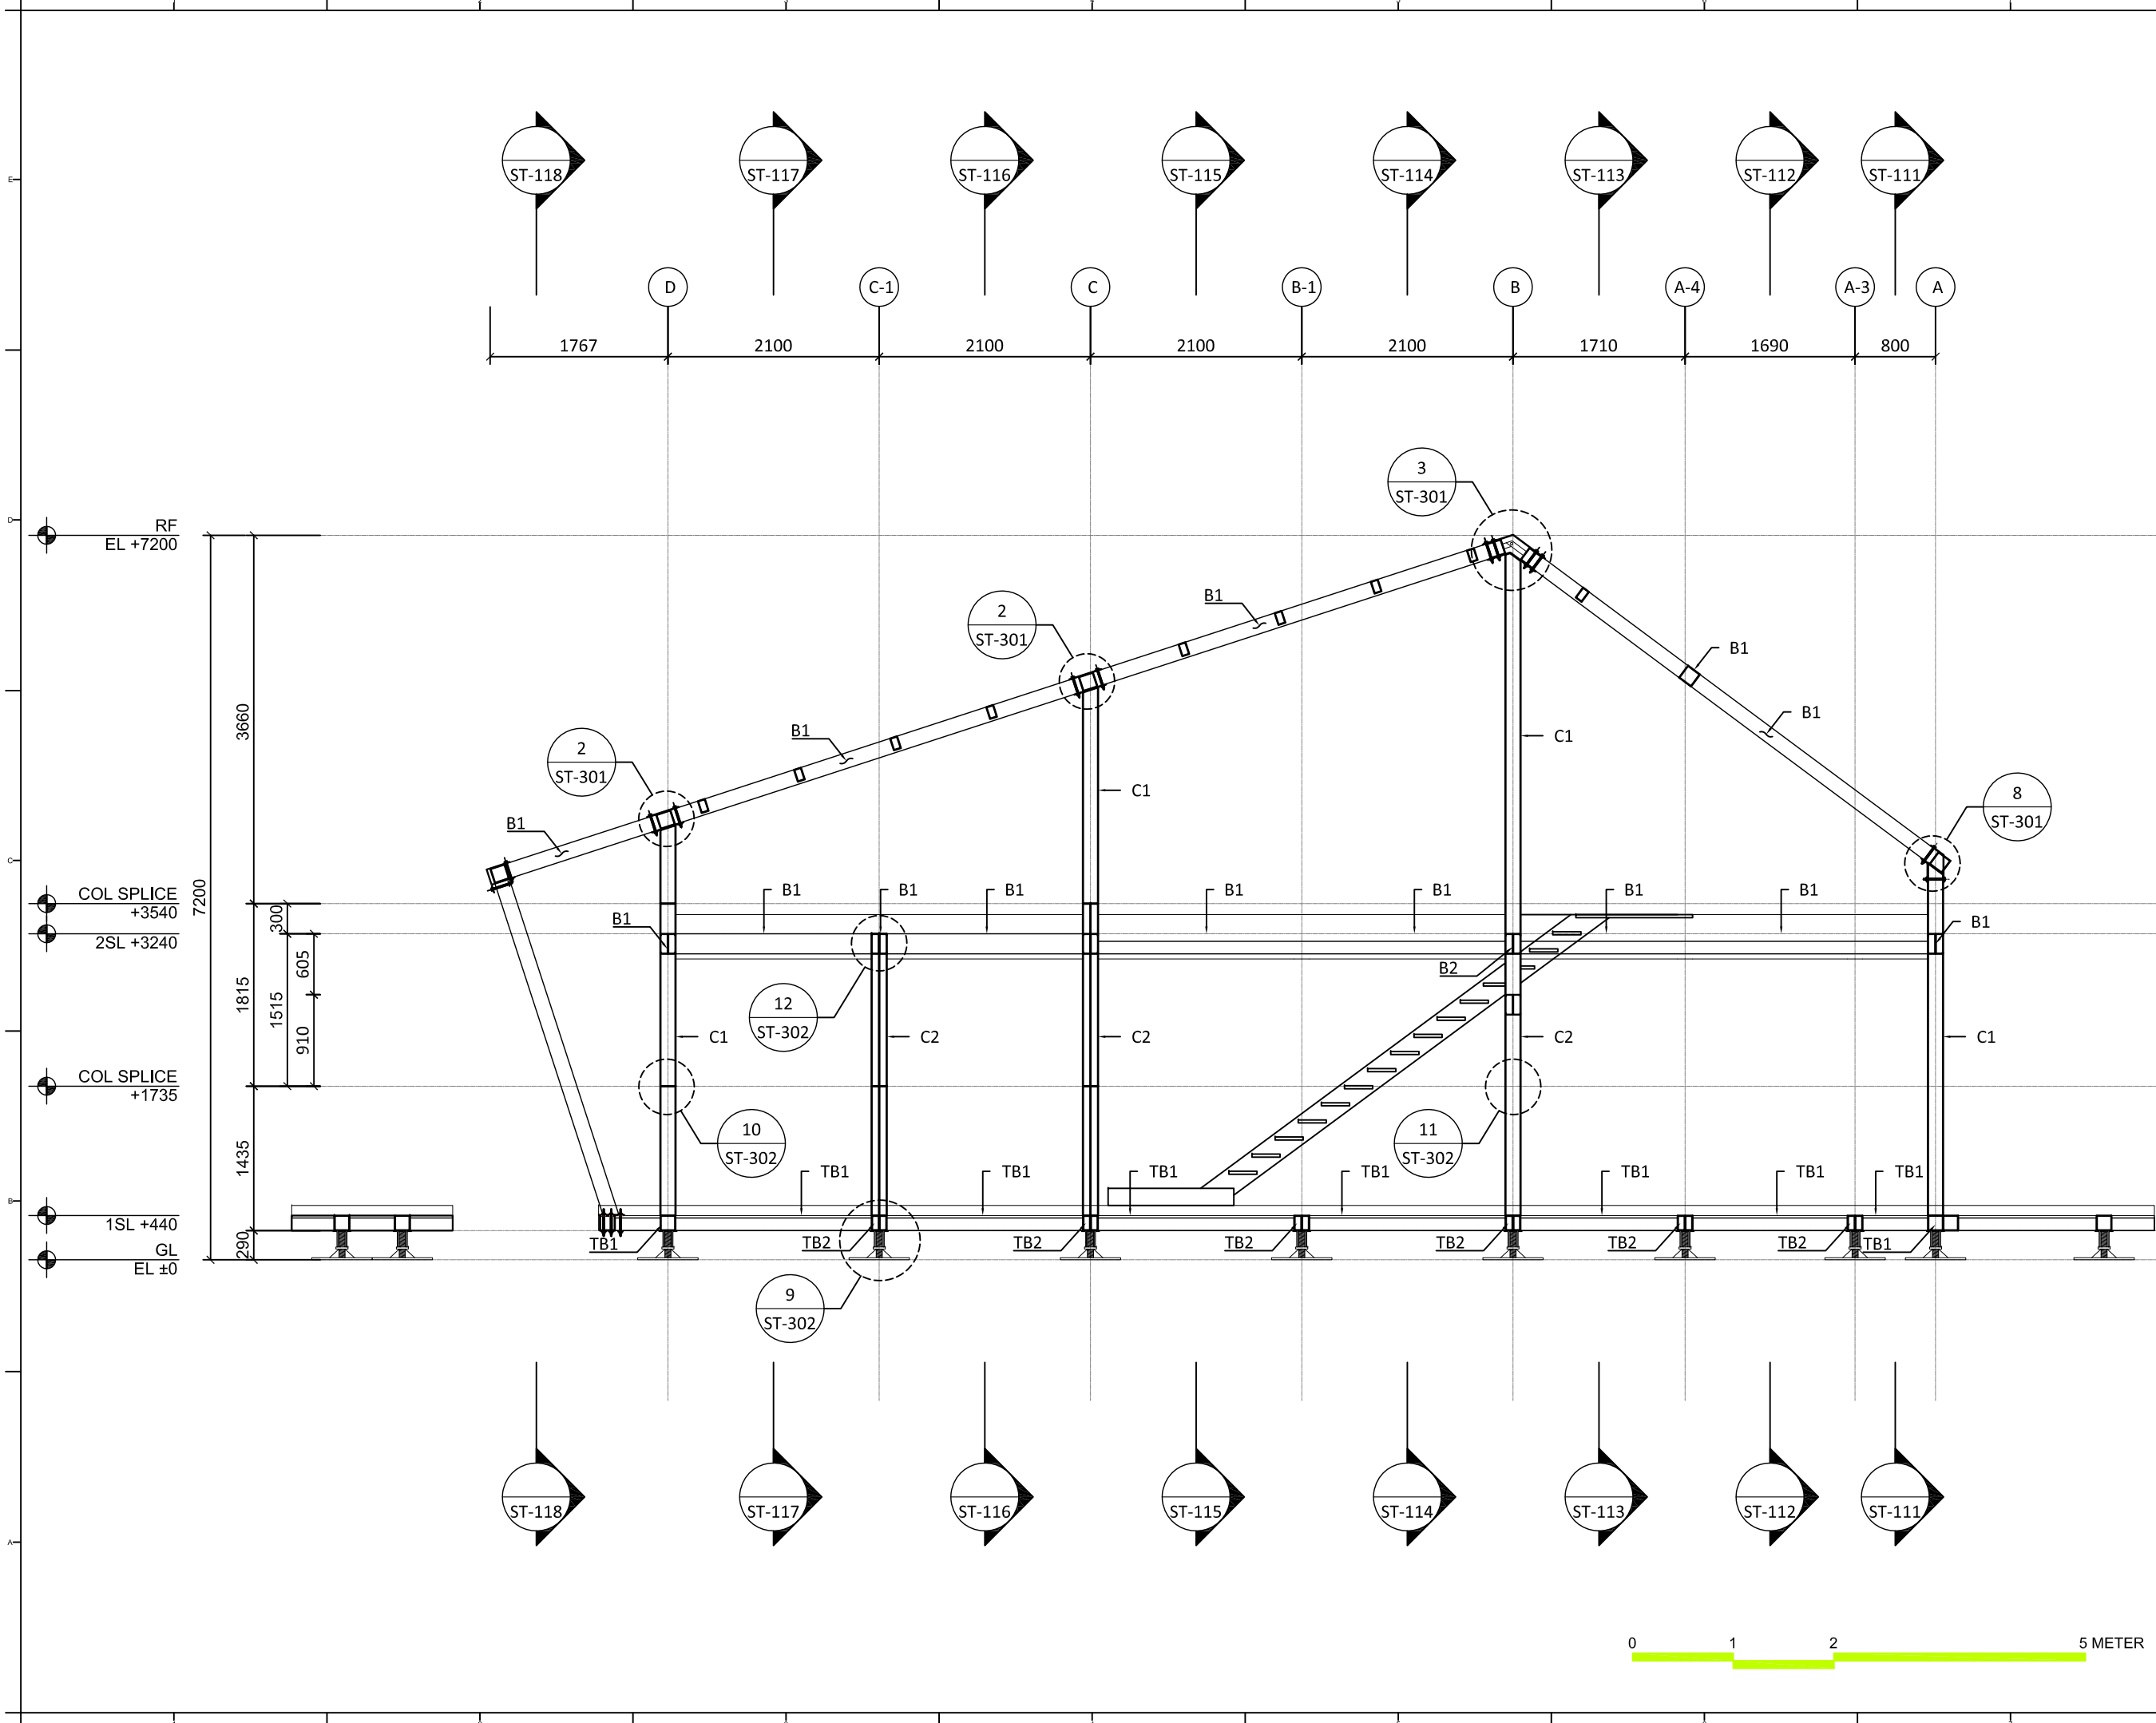 ST-118
ST-117
ST-116
ST-115
ST-114
ST-113
ST-112
ST-111
D
C-1
C
B-1
B
A-4
A-3
A
1767
2100
2100
2100
2100
1710
1690
800
E
D
C
B
A
3
ST-301
RF
EL +7200
2
ST-301
B1
B1
B1
3660
2
ST-301
B1
C1
C1
8
ST-301
B1
7200
COL SPLICE
+3540
300
2SL +3240
B1
B1
B1
B1
B1
B1
B1
B1
B1
605
B2
1815
1515
910
12
ST-302
C1
C2
C2
C2
C1
COL SPLICE
+1735
10
ST-302
11
ST-302
1435
TB1
TB1
TB1
TB1
TB1
TB1
TB1
1SL +440
290
GL
EL ±0
TB1
TB2
TB2
TB2
TB2
TB2
TB2
TB1
9
ST-302
ST-118
ST-117
ST-116
ST-115
ST-114
ST-113
ST-112
ST-111
0
1
2
5 METER